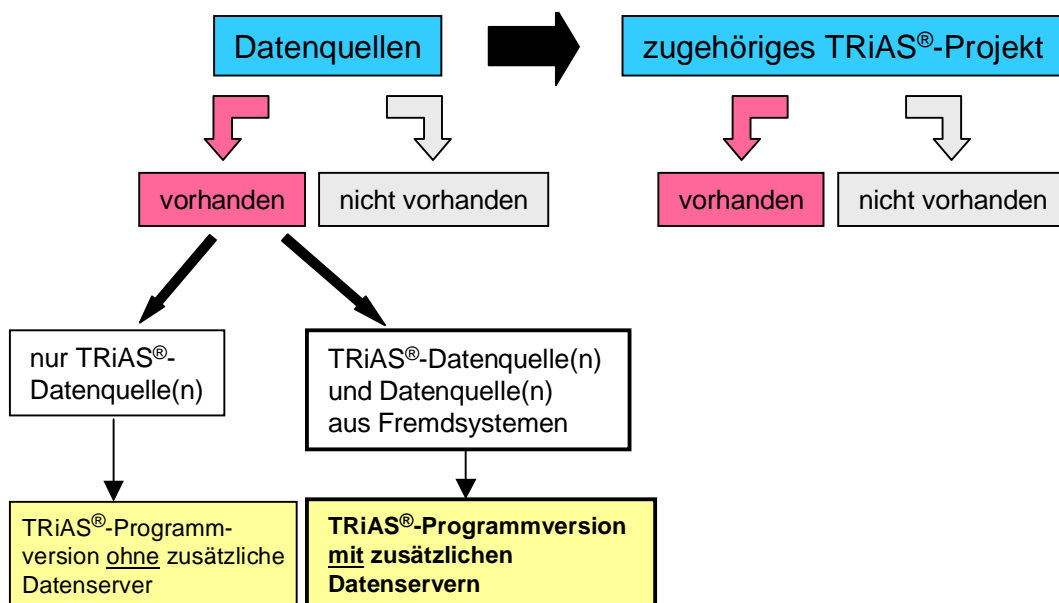 Datenquellen
zugehöriges TRiAS®-Projekt
vorhanden
nicht vorhanden
vorhanden
nicht vorhanden
nur TRiAS®-
Datenquelle(n)
TRiAS®-Datenquelle(n)
und Datenquelle(n)
aus Fremdsystemen
TRiAS®-Programm-
version ohne zusätzliche
Datenserver
TRiAS®-Programmversion
mit zusätzlichen
Datenservern